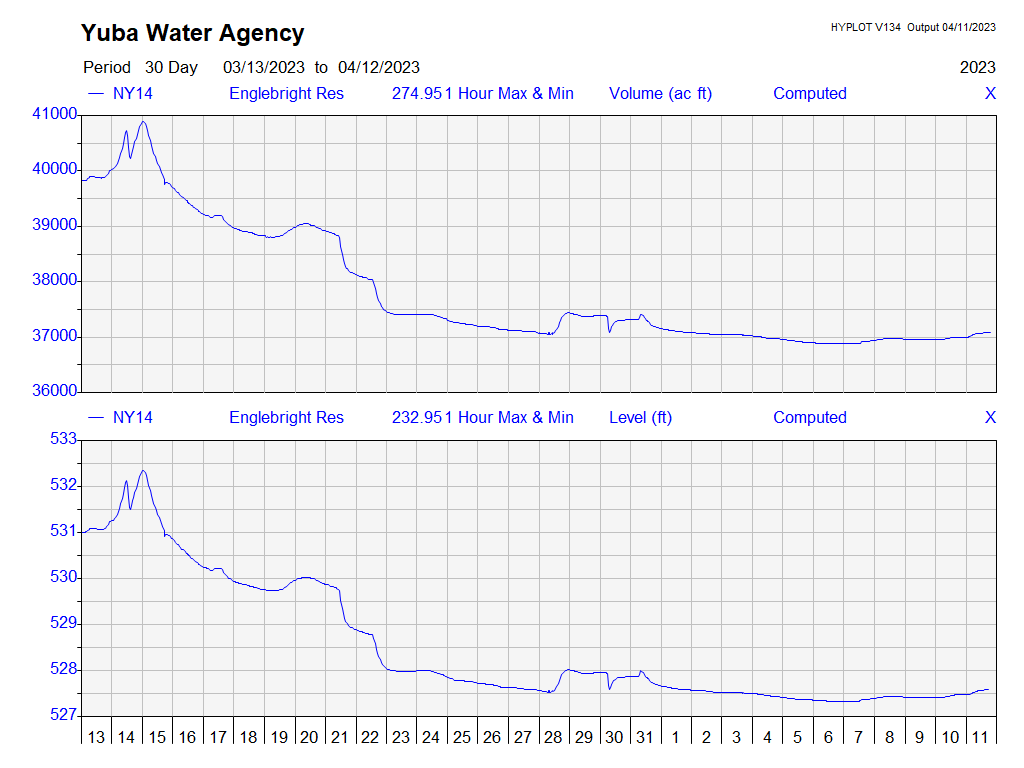 Yuba Water Agency
HYPLOT V134 Output 04/11/2023
Period 30 Day 03/13/2023 to 04/12/2023 2023
NY14 Englebright Res 274.951 Hour Max & Min Volume (ac ft) Computed X
41000
40000
39000
38000
37000
36000
NY14 Englebright Res 232.951 Hour Max & Min Level (ft) Computed X
533
532
531
530
529
528
527
13 14 15 16 17 18 19 20 21 22 23 24 25 26 27 28 29 30 31 1 2 3 4 5 6 7 8 9 10 11